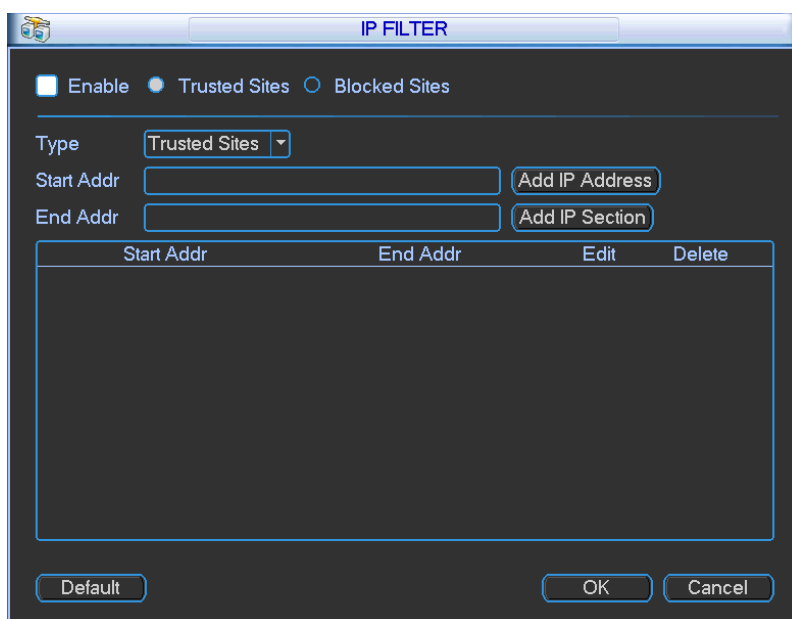 IP FILTER
Enable Trusted Sites Blocked Sites
Type Trusted Sites
Start Addr Add IP Address
End Addr Add IP Section
Start Addr End Addr Edit Delete
Default OK Cancel